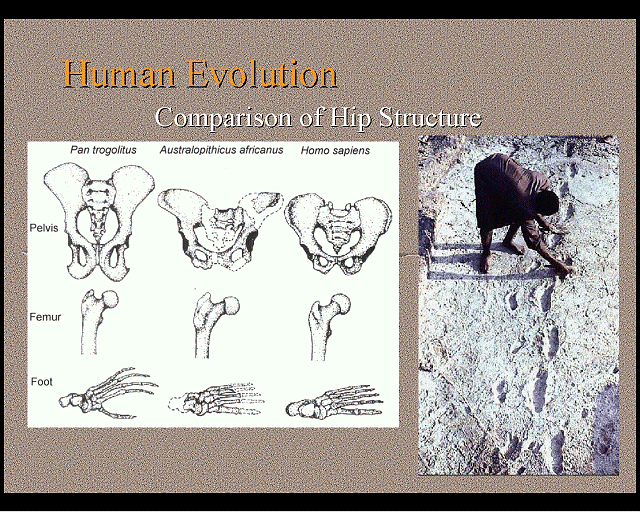 Human Evolution
Comparison of Hip Structure
Pan trogolitus Australopithicus africanus Homo sapiens
Pelvis
Femur
Foot